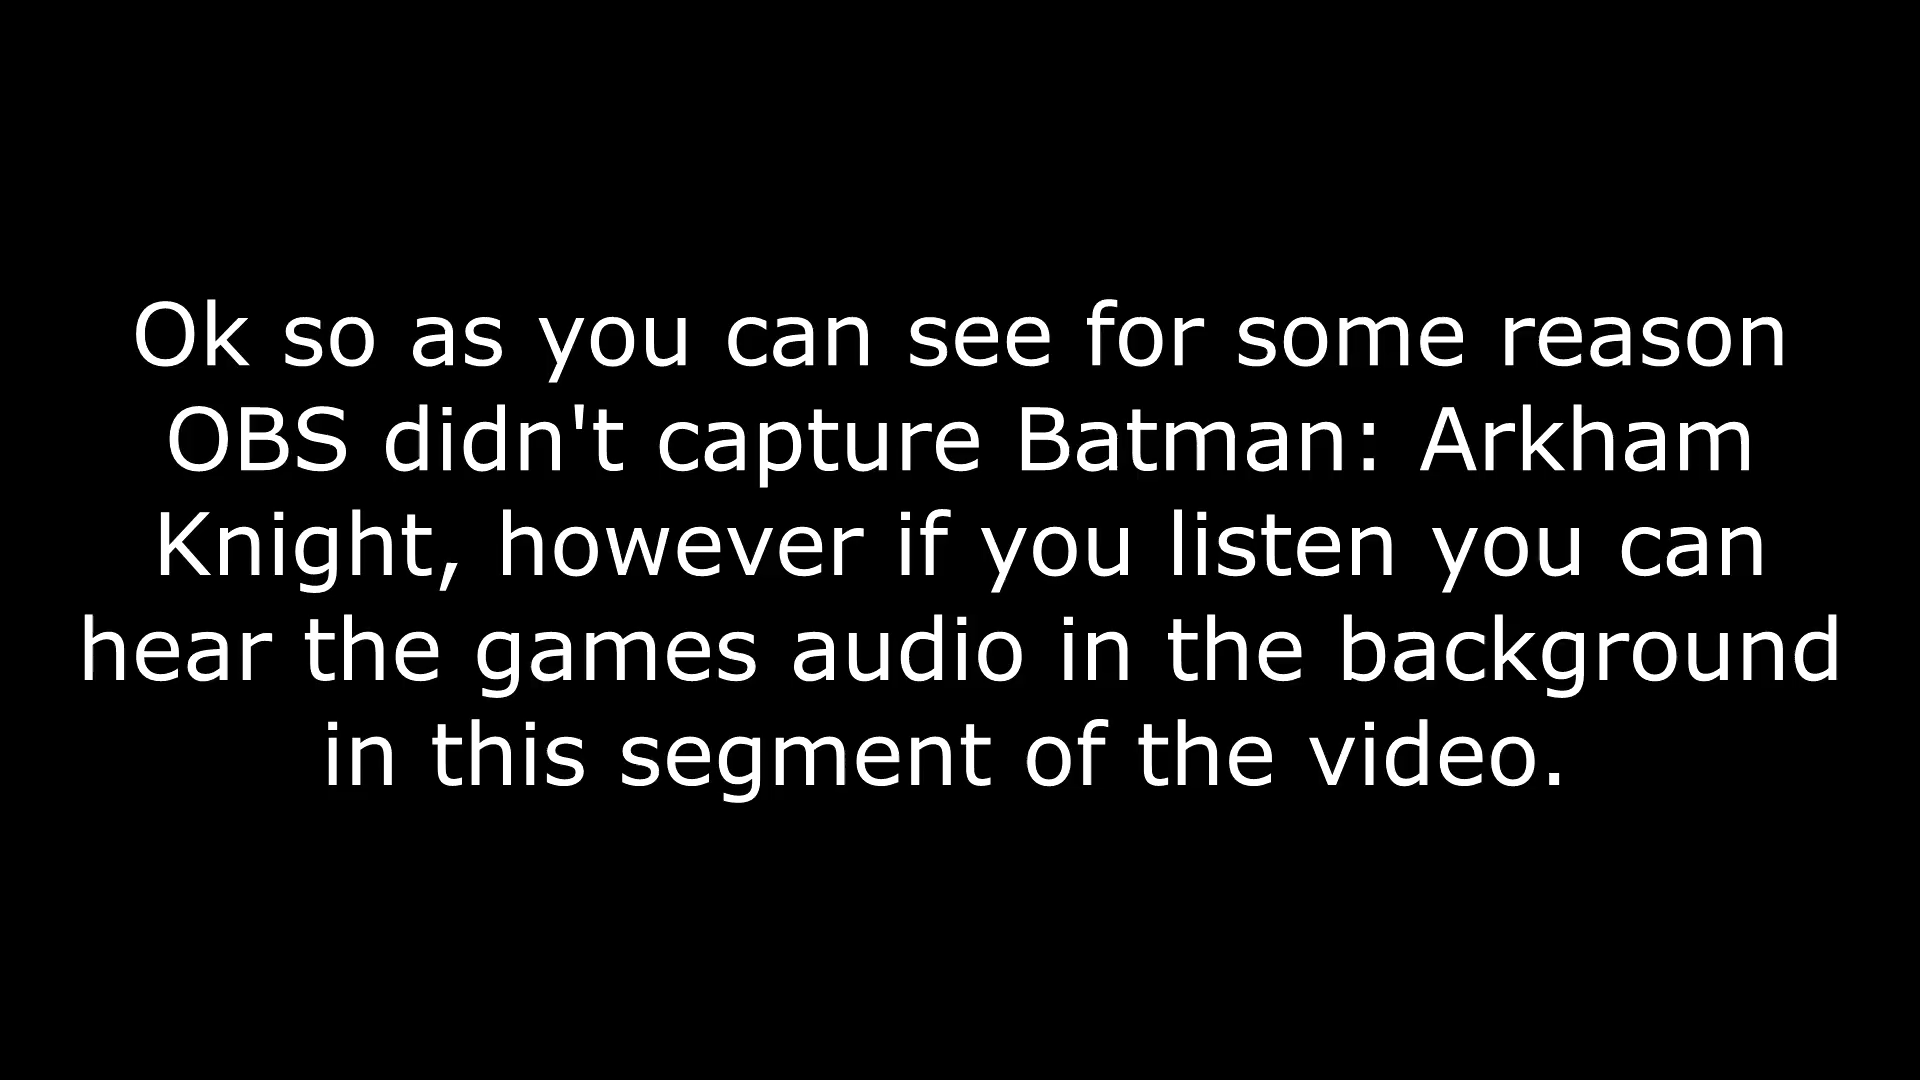 Ok so as you can see for some reason
OBS didn't capture Batman: Arkham
Knight, however if you listen you can
hear the games audio in the background
in this segment of the video.